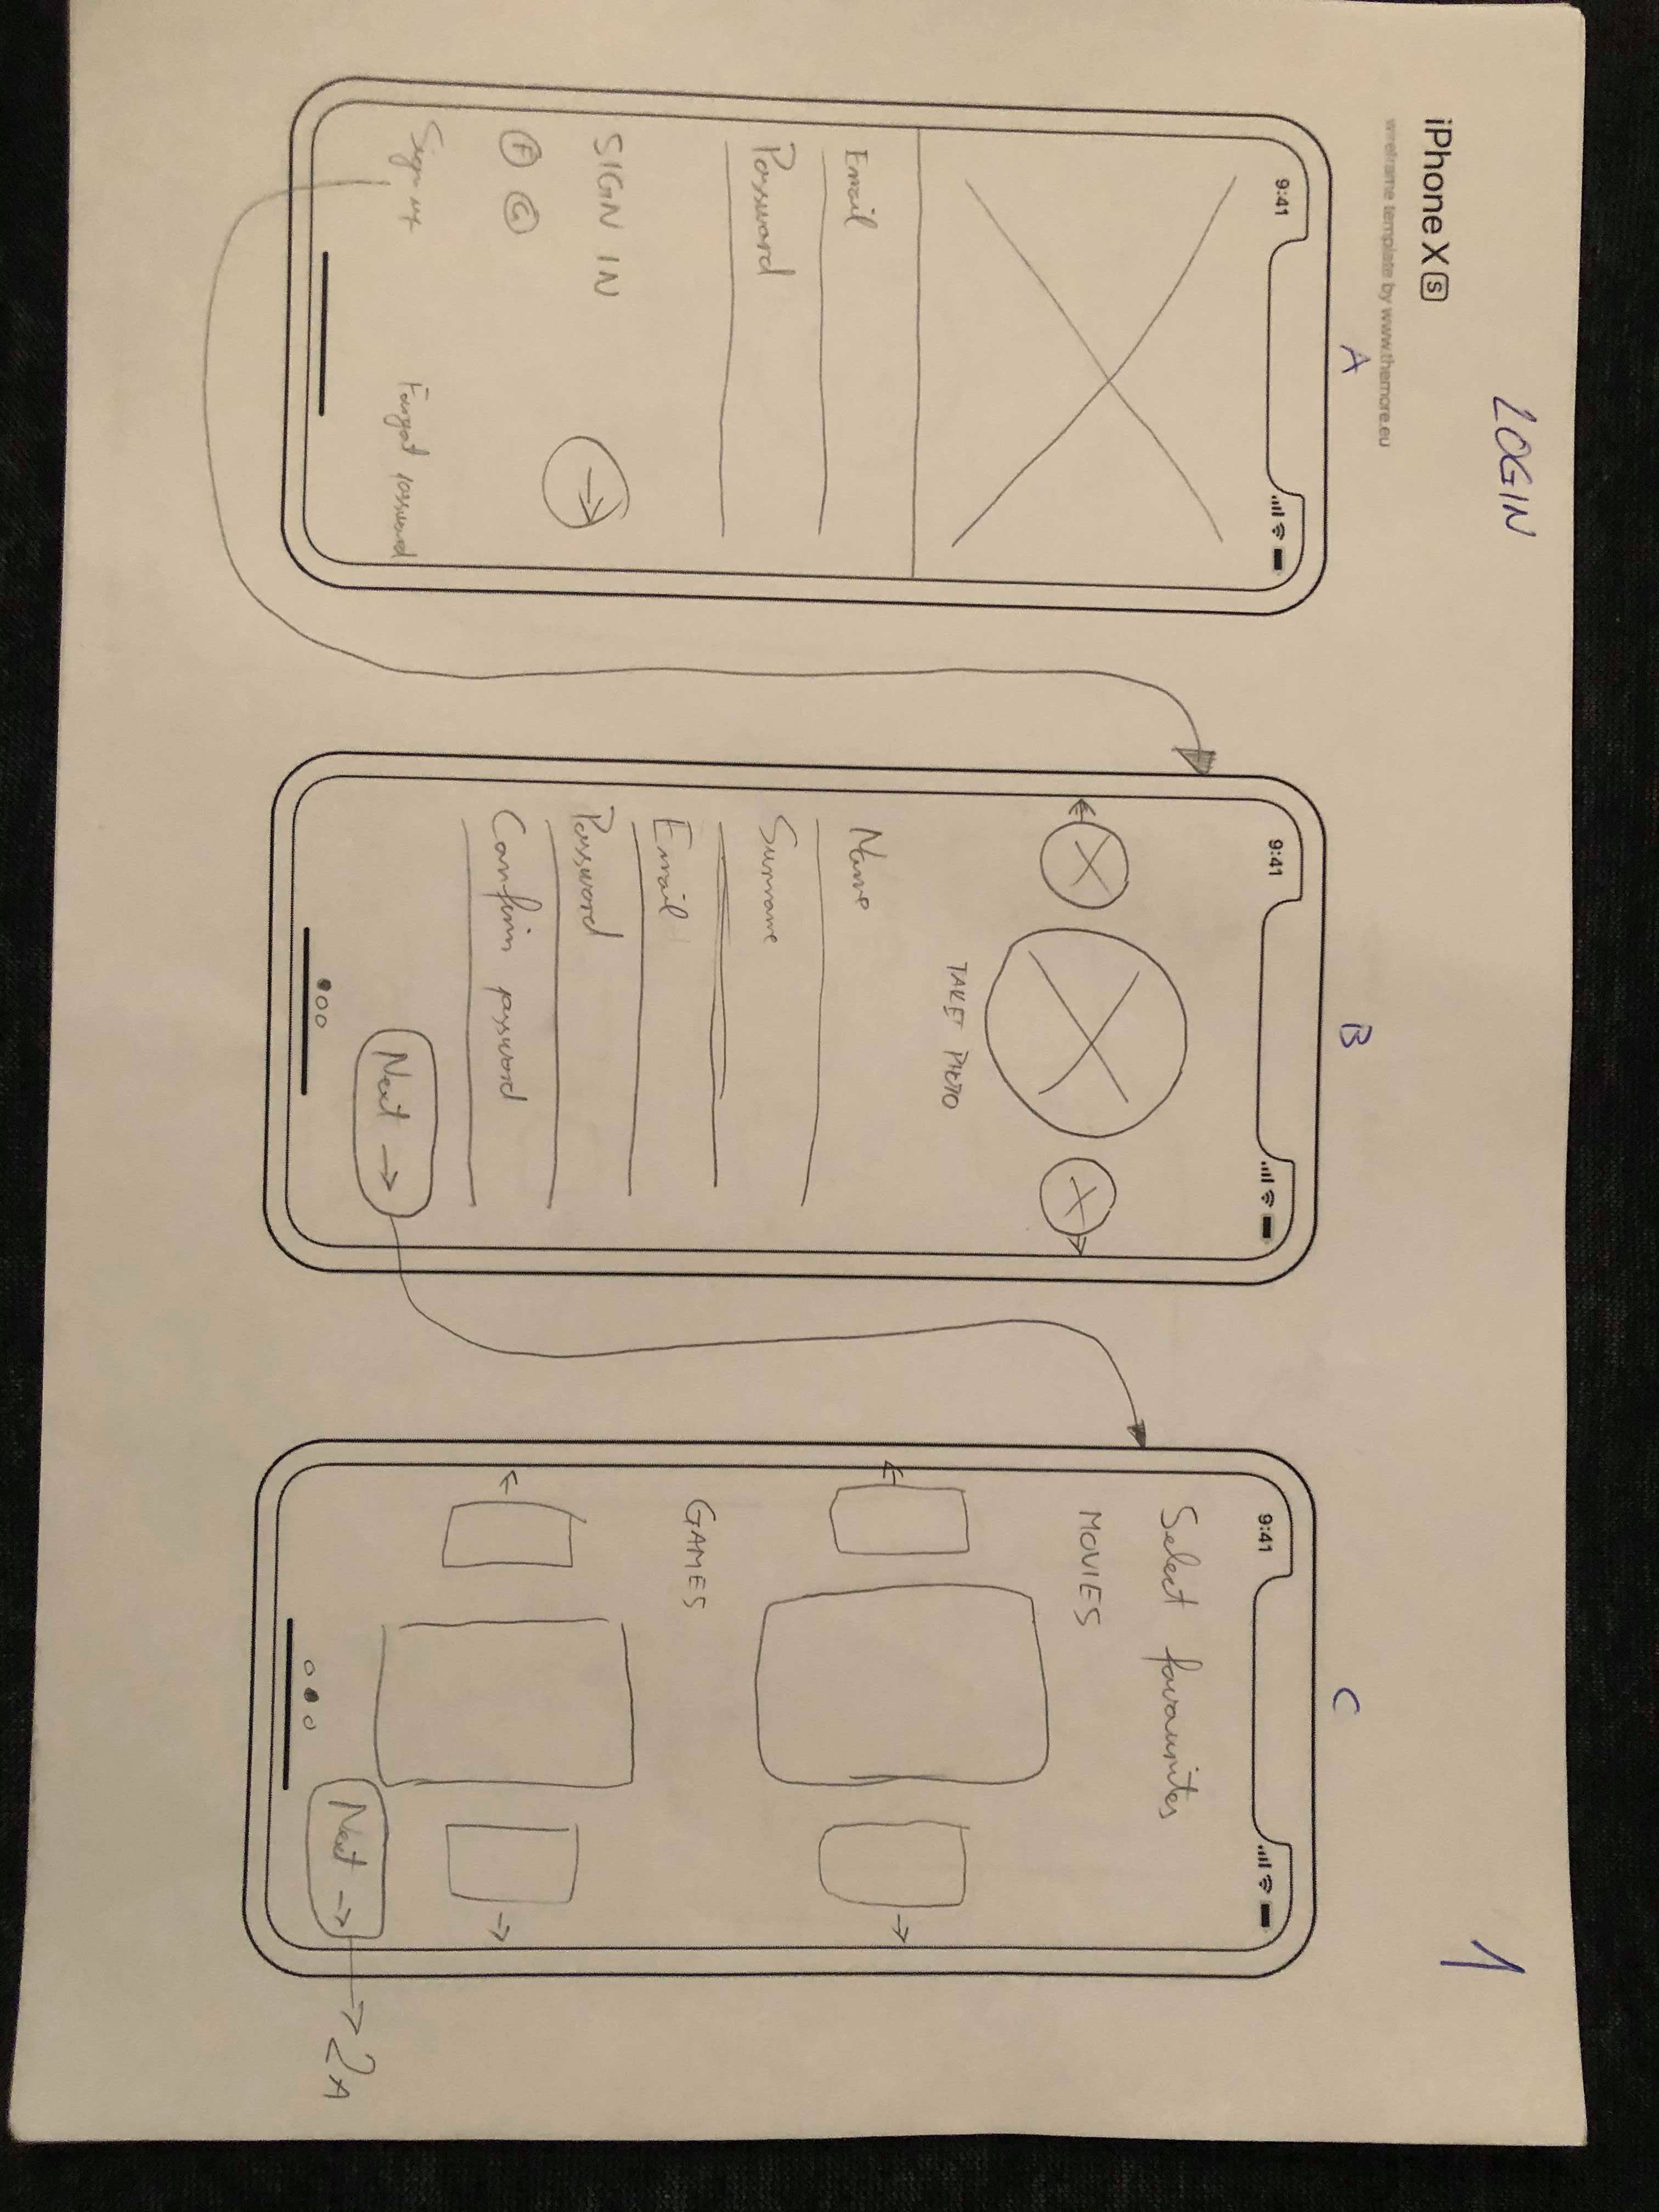 LOGIN
1
iPhone X S
wireframe template by www.themore.eu
A
9:41
Email
Password
SIGN IN
F G
Sign up
Forgot password
B
9:41
TAKE PHOTO
Name
Surname
Email
Password
Confirm password
Next →
C
9:41
Select favourites
MOVIES
GAMES
Next →
→ 2A